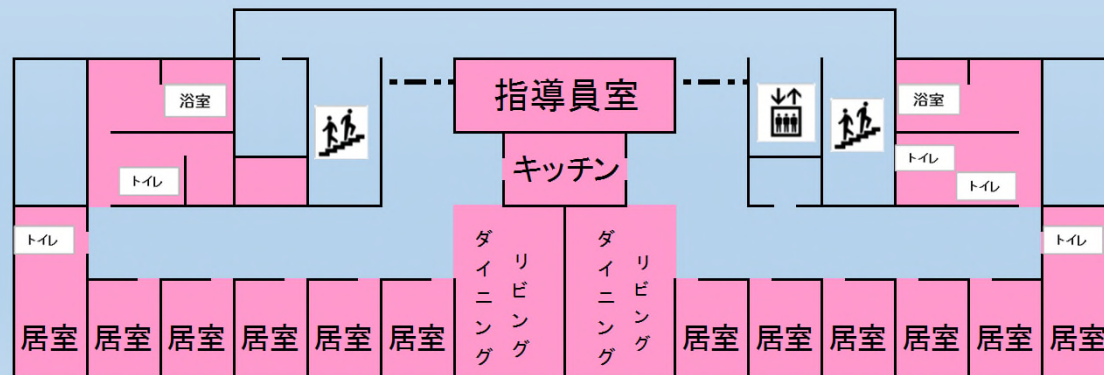 指導員室
浴室
浴室
キッチン
トイレ
トイレ
トイレ
トイレ
トイレ
リビング
ダイニング
リビング
ダイニング
居室
居室
居室
居室
居室
居室
居室
居室
居室
居室
居室
居室